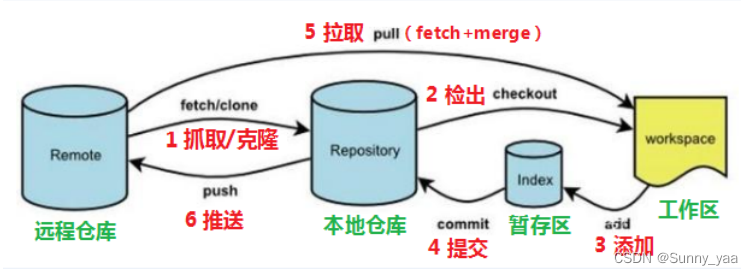 5 拉取 pull（fetch+merge）
fetch/clone
1 抓取/克隆
2 检出 checkout
Remote
Repository
workspace
Index
push
6 推送
远程仓库
本地仓库
commit
4 提交
暂存区
add
3 添加
工作区
CSDN @Sunny_yaa